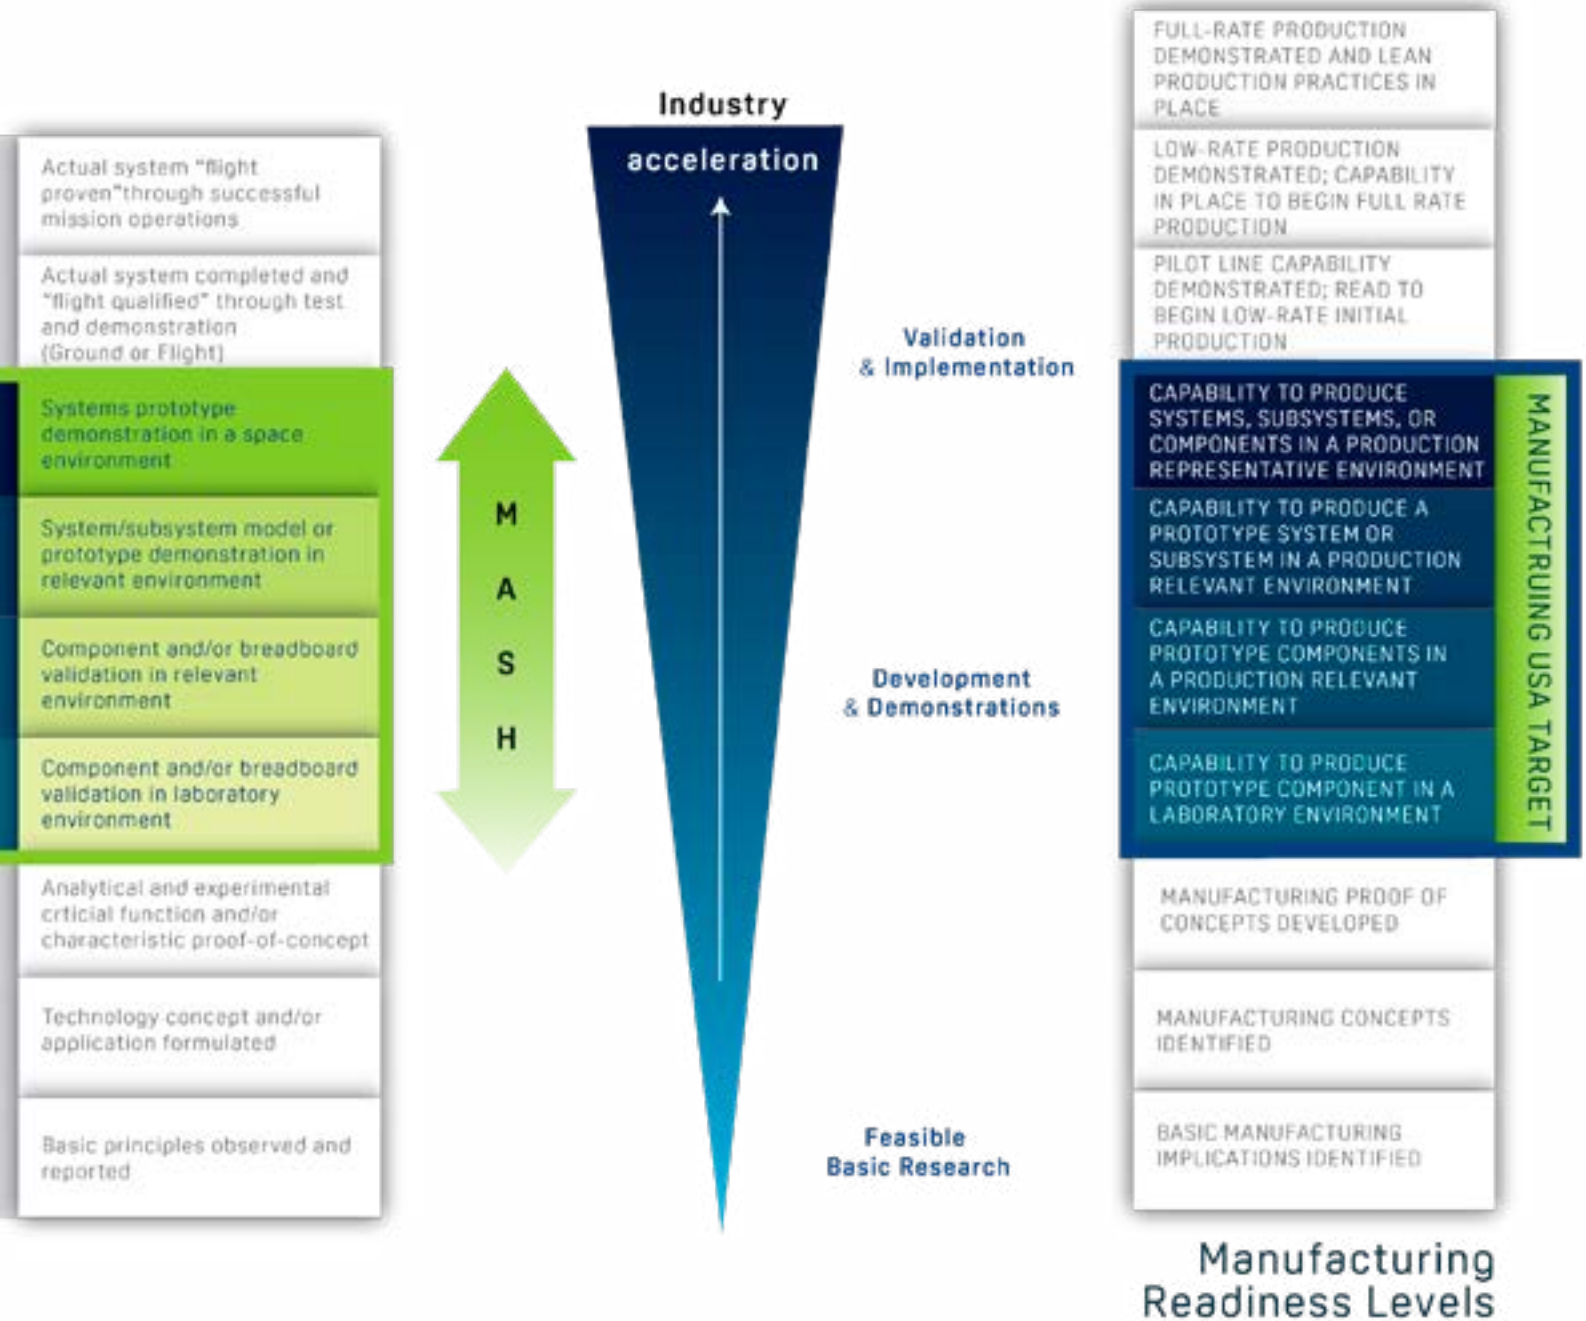 Actual system "flight
proven"through successful
mission operations
Actual system completed and
"flight qualified" through test
and demonstration
(Ground or Flight)
Systems prototype
demonstration in a space
environment
System/subsystem model or
prototype demonstration in
relevant environment
Component and/or breadboard
validation in relevant
environment
Component and/or breadboard
validation in laboratory
environment
Analytical and experimental
crticial function and/or
characteristic proof-of-concept
Technology concept and/or
application formulated
Basic principles observed and
reported
M
A
S
H
Industry
acceleration
Validation
& Implementation
Development
& Demonstrations
Feasible
Basic Research
FULL-RATE PRODUCTION
DEMONSTRATED AND LEAN
PRODUCTION PRACTICES IN
PLACE
LOW-RATE PRODUCTION
DEMONSTRATED; CAPABILITY
IN PLACE TO BEGIN FULL RATE
PRODUCTION
PILOT LINE CAPABILITY
DEMONSTRATED; READ TO
BEGIN LOW-RATE INITIAL
PRODUCTION
CAPABILITY TO PRODUCE
SYSTEMS, SUBSYSTEMS, OR
COMPONENTS IN A PRODUCTION
REPRESENTATIVE ENVIRONMENT
CAPABILITY TO PRODUCE A
PROTOTYPE SYSTEM OR
SUBSYSTEM IN A PRODUCTION
RELEVANT ENVIRONMENT
CAPABILITY TO PRODUCE
PROTOTYPE COMPONENTS IN
A PRODUCTION RELEVANT
ENVIRONMENT
CAPABILITY TO PRODUCE
PROTOTYPE COMPONENT IN A
LABORATORY ENVIRONMENT
MANUFACTRUING USA TARGET
MANUFACTURING PROOF OF
CONCEPTS DEVELOPED
MANUFACTURING CONCEPTS
IDENTIFIED
BASIC MANUFACTURING
IMPLICATIONS IDENTIFIED
Manufacturing
Readiness Levels